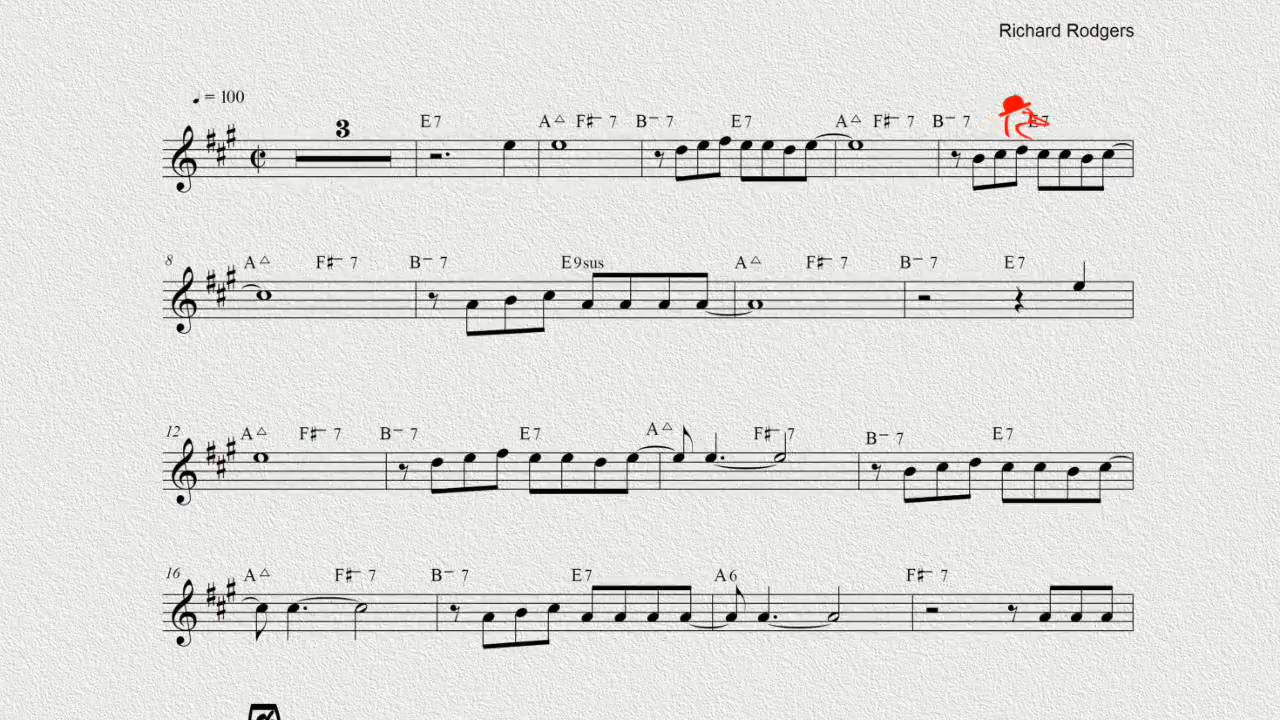 Richard Rodgers
= 100
3
E7 A△ F♯– 7 B– 7 E7 A△ F♯– 7 B– 7 E7
8 A△ F♯– 7 B– 7 E9sus A△ F♯– 7 B– 7 E7
12 A△ F♯– 7 B– 7 E7 A△ F♯– 7 B– 7 E7
16 A△ F♯– 7 B– 7 E7 A6 F♯– 7